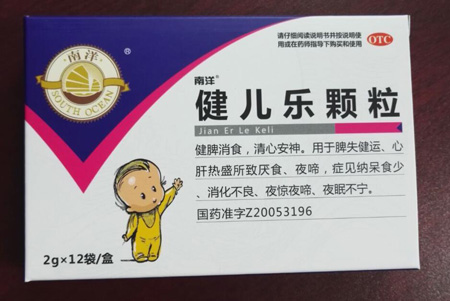 南洋
SOUTH OCEAN
®
请仔细阅读说明书并按说明使
用或在药师指导下购买和使用
OTC
南洋®
健儿乐颗粒
Jian Er Le Keli
健脾消食，清心安神。用于脾失健运、心
肝热盛所致厌食、夜啼，症见纳呆食少
、消化不良、夜惊夜啼、夜眠不宁。
国药准字Z20053196
2g×12袋/盒